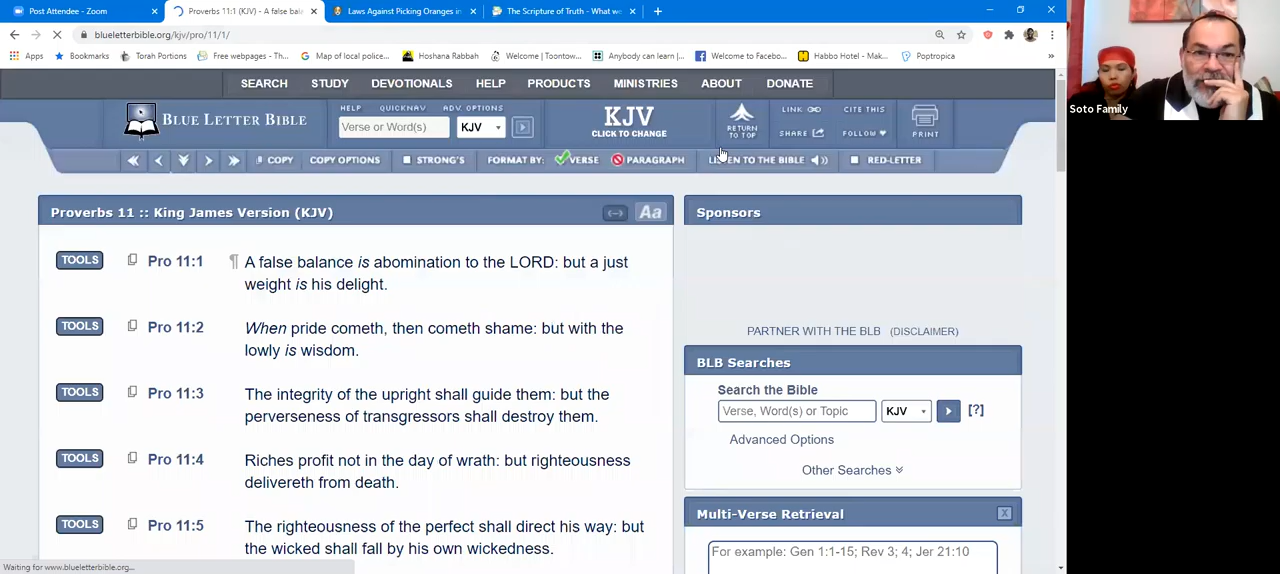 Post Attendee - Zoom
Proverbs 11:1 (KJV) - A false bala
Laws Against Picking Oranges in
The Scripture of Truth - What we
blueletterbible.org/kjv/pro/11/1/
Apps
Bookmarks
Torah Portions
Free webpages - Th...
Map of local police...
Hoshana Rabbah
Welcome | Toontow...
Anybody can learn |...
Welcome to Facebo...
Habbo Hotel - Mak...
Poptropica
Soto Family
SEARCH
STUDY
DEVOTIONALS
HELP
PRODUCTS
MINISTRIES
ABOUT
DONATE
BLUE LETTER BIBLE
HELP
QUICKNAV
ADV. OPTIONS
Verse or Word(s)
KJV
KJV
CLICK TO CHANGE
RETURN
TO TOP
LINK
CITE THIS
SHARE
FOLLOW
PRINT
COPY
COPY OPTIONS
STRONG'S
FORMAT BY:
VERSE
PARAGRAPH
LISTEN TO THE BIBLE
RED-LETTER
Proverbs 11 :: King James Version (KJV)
Aa
TOOLS
Pro 11:1
¶ A false balance is abomination to the LORD: but a just
weight is his delight.
TOOLS
Pro 11:2
When pride cometh, then cometh shame: but with the
lowly is wisdom.
TOOLS
Pro 11:3
The integrity of the upright shall guide them: but the
perverseness of transgressors shall destroy them.
TOOLS
Pro 11:4
Riches profit not in the day of wrath: but righteousness
delivereth from death.
TOOLS
Pro 11:5
The righteousness of the perfect shall direct his way: but
the wicked shall fall by his own wickedness.
Sponsors
PARTNER WITH THE BLB (DISCLAIMER)
BLB Searches
Search the Bible
Verse, Word(s) or Topic
KJV
[?]
Advanced Options
Other Searches
Multi-Verse Retrieval
X
For example: Gen 1:1-15; Rev 3; 4; Jer 21:10
Waiting for www.blueletterbible.org...